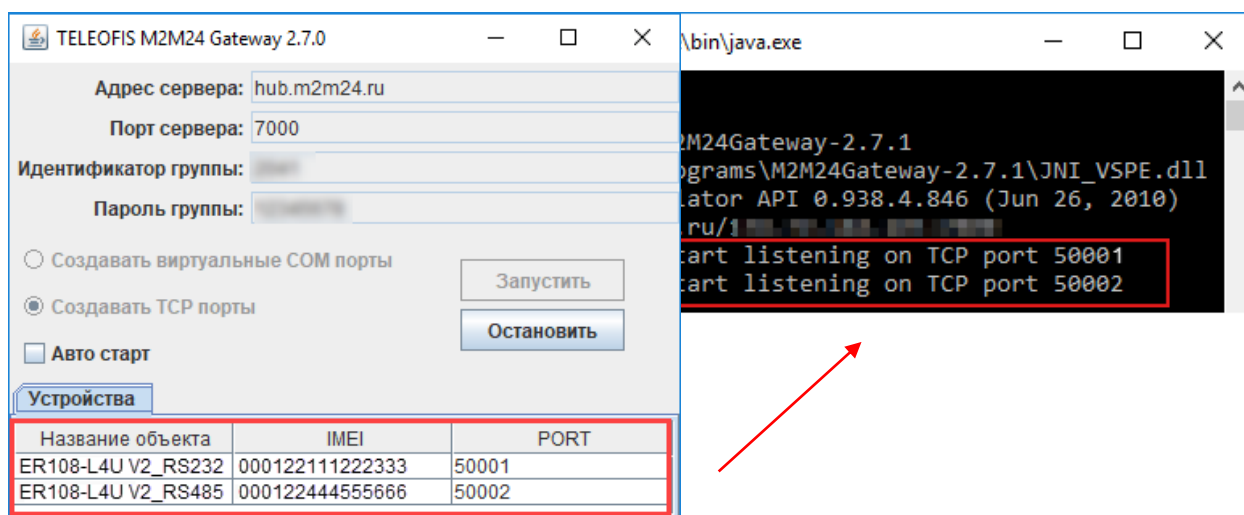 TELEOFIS M2M24 Gateway 2.7.0
Адрес сервера: hub.m2m24.ru
Порт сервера: 7000
Идентификатор группы:
Пароль группы:
Создавать виртуальные COM порты
Создавать TCP порты
Запустить
Остановить
Авто старт
Устройства
Название объекта IMEI PORT
ER108-L4U V2_RS232 000122111222333 50001
ER108-L4U V2_RS485 000122444555666 50002
\bin\java.exe
2M24Gateway-2.7.1
ograms\M2M24Gateway-2.7.1\JNI_VSPE.dll
lator API 0.938.4.846 (Jun 26, 2010)
.ru/1
tart listening on TCP port 50001
tart listening on TCP port 50002